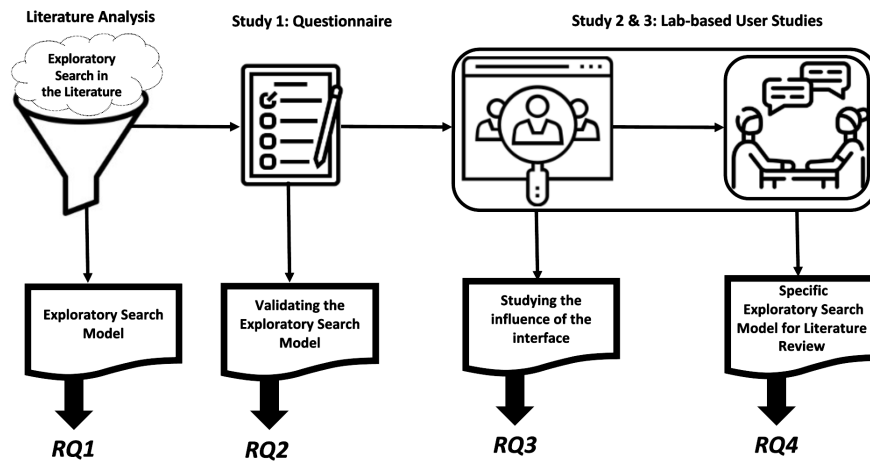 Literature Analysis
Study 1: Questionnaire
Study 2 & 3: Lab-based User Studies
Exploratory
Search in
the Literature
Exploratory Search
Model
Validating the
Exploratory Search
Model
Studying the
influence of the
interface
Specific
Exploratory Search
Model for Literature
Review
RQ1
RQ2
RQ3
RQ4